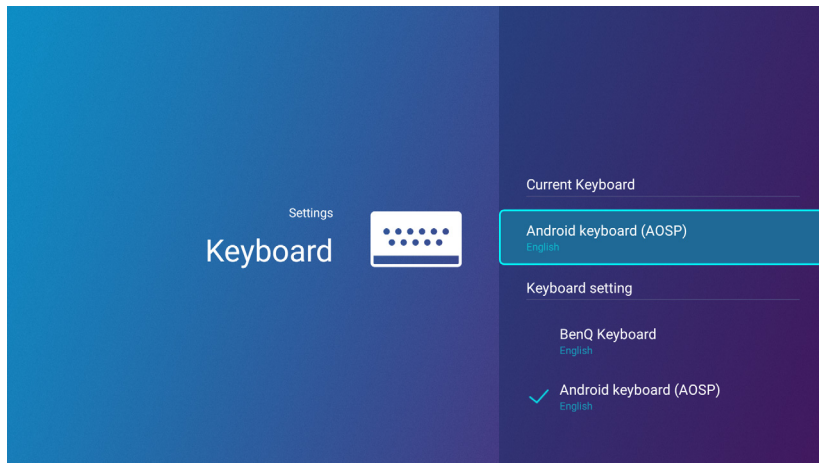 Settings
Keyboard
Current Keyboard
Android keyboard (AOSP)
English
Keyboard setting
BenQ Keyboard
English
Android keyboard (AOSP)
English